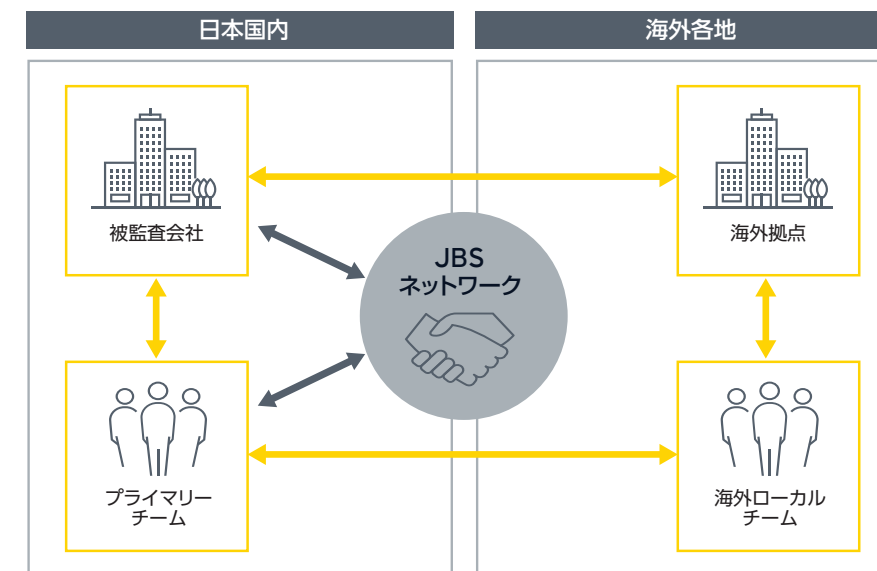 日本国内
海外各地
被監査会社
海外拠点
JBS
ネットワーク
プライマリー
チーム
海外ローカル
チーム